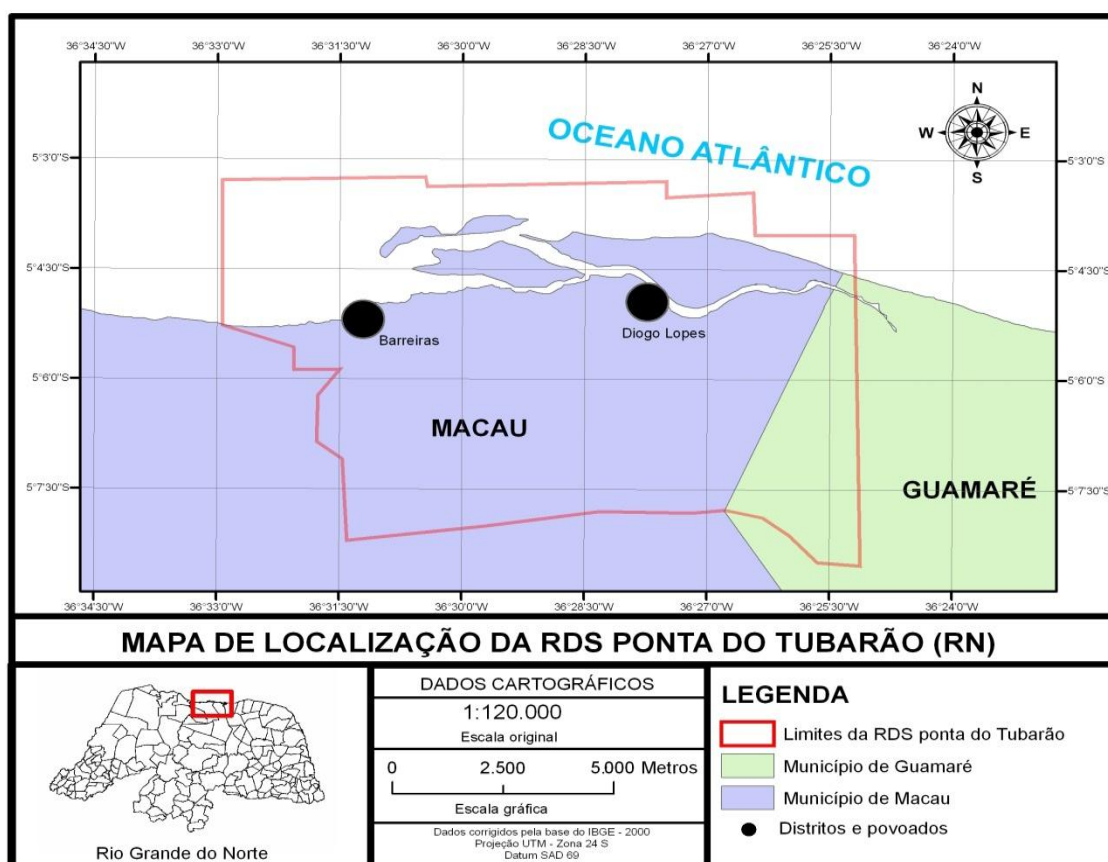 36°34'30"W 36°33'0"W 36°31'30"W 36°30'0"W 36°28'30"W 36°27'0"W 36°25'30"W 36°24'0"W
N
W E
S
OCEANO ATLÂNTICO
5°3'0"S 5°3'0"S
5°4'30"S 5°4'30"S
Barreiras
Diogo Lopes
5°6'0"S 5°6'0"S
MACAU
GUAMARÉ
5°7'30"S 5°7'30"S
36°34'30"W 36°33'0"W 36°31'30"W 36°30'0"W 36°28'30"W 36°27'0"W 36°25'30"W 36°24'0"W
MAPA DE LOCALIZAÇÃO DA RDS PONTA DO TUBARÃO (RN)
Rio Grande do Norte
DADOS CARTOGRÁFICOS
1:120.000
Escala original
0 2.500 5.000 Metros
Escala gráfica
Dados corrigidos pela base do IBGE - 2000
Projeção UTM - Zona 24 S
Datum SAD 69
LEGENDA
Limites da RDS ponta do Tubarão
Município de Guamaré
Município de Macau
Distritos e povoados